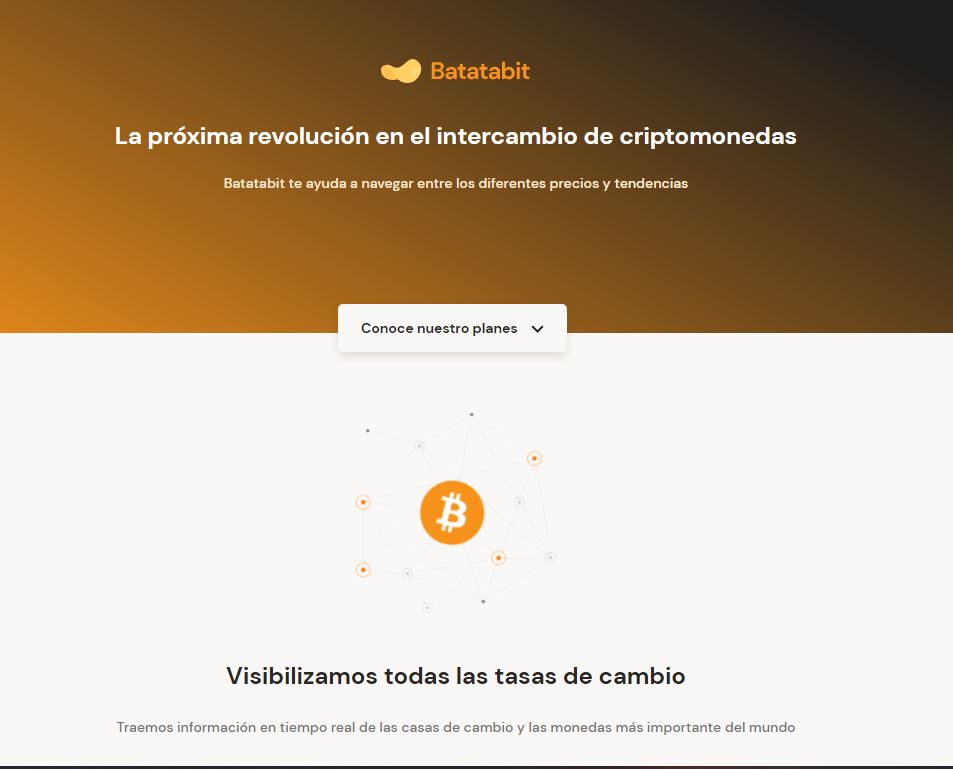 Batatabit
La próxima revolución en el intercambio de criptomonedas
Batatabit te ayuda a navegar entre los diferentes precios y tendencias
Conoce nuestro planes
Visibilizamos todas las tasas de cambio
Traemos información en tiempo real de las casas de cambio y las monedas más importante del mundo